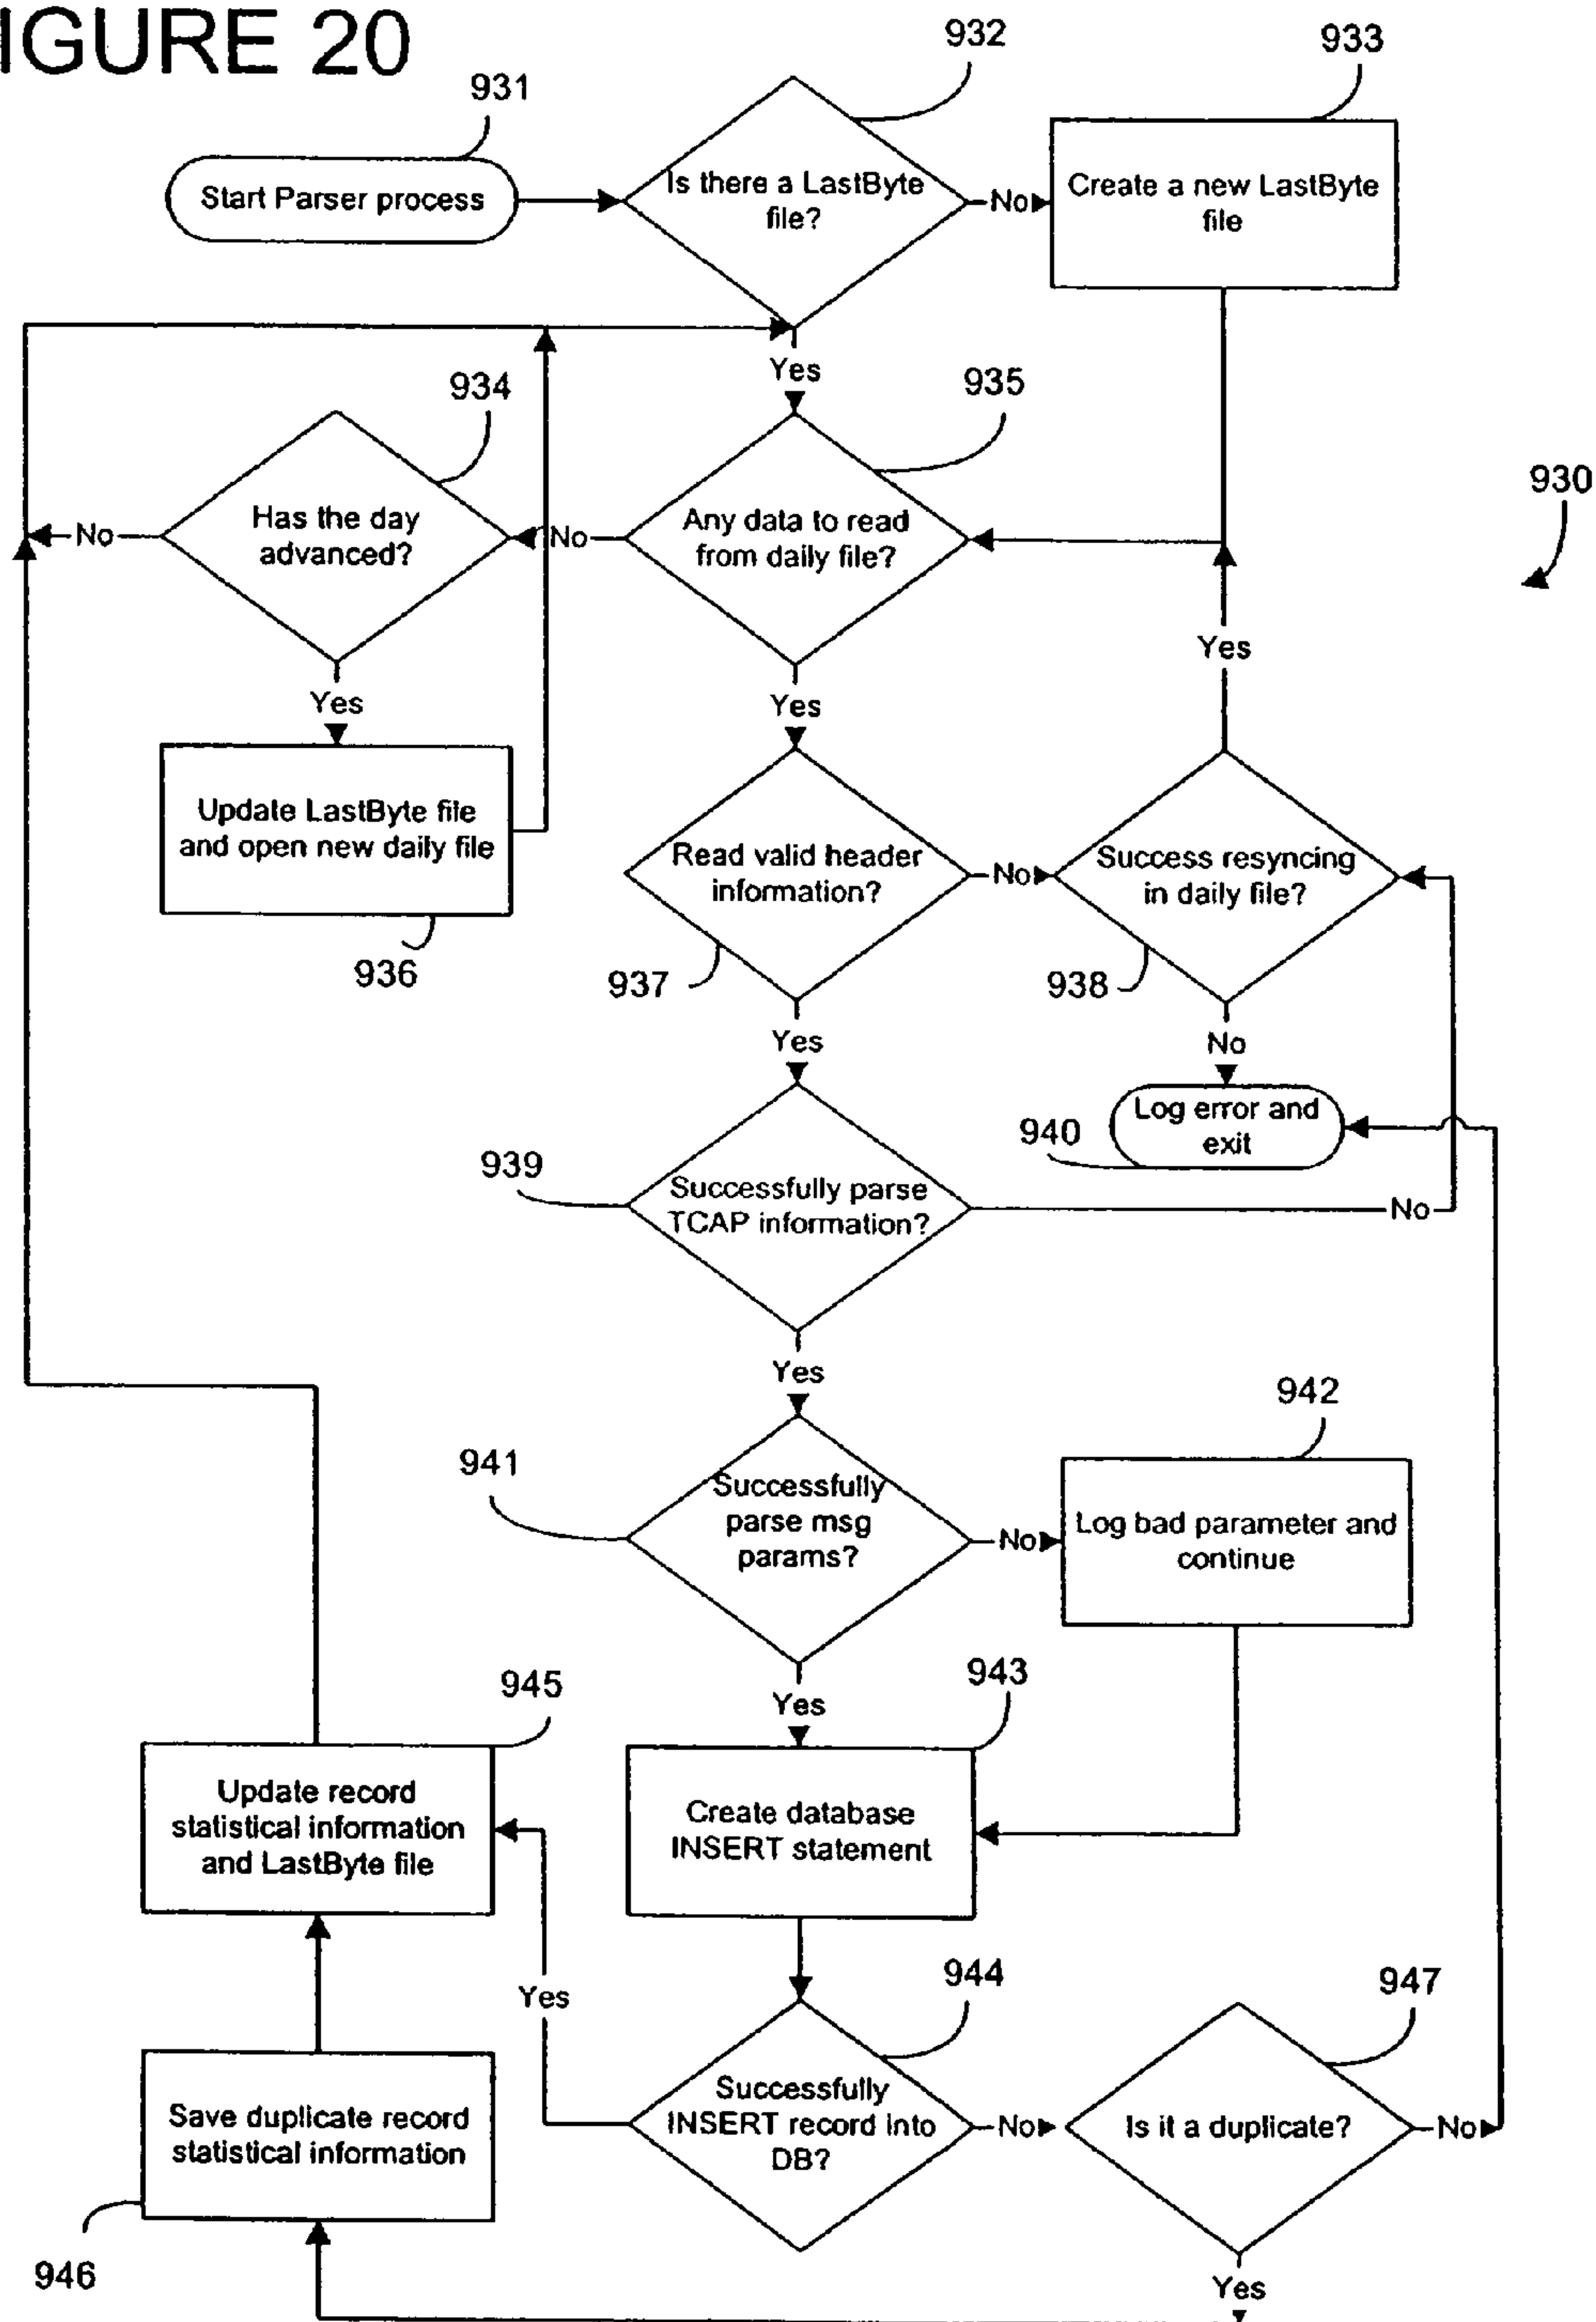 IGURE 20
932
933
931
Start Parser process
Is there a LastByte
file?
No
Create a new LastByte
file
Yes
934
935
930
No
Has the day
advanced?
No
Any data to read
from daily file?
Yes
Yes
Yes
Update LastByte file
and open new daily file
Read valid header
information?
No
Success resyncing
in daily file?
936
937
938
Yes
No
Log error and
exit
940
939
Successfully parse
TCAP information?
No
Yes
942
941
Successfully
parse msg
params?
No
Log bad parameter and
continue
Yes
943
945
Update record
statistical information
and LastByte file
Create database
INSERT statement
Yes
944
947
Save duplicate record
statistical information
Successfully
INSERT record into
DB?
No
Is it a duplicate?
No
946
Yes